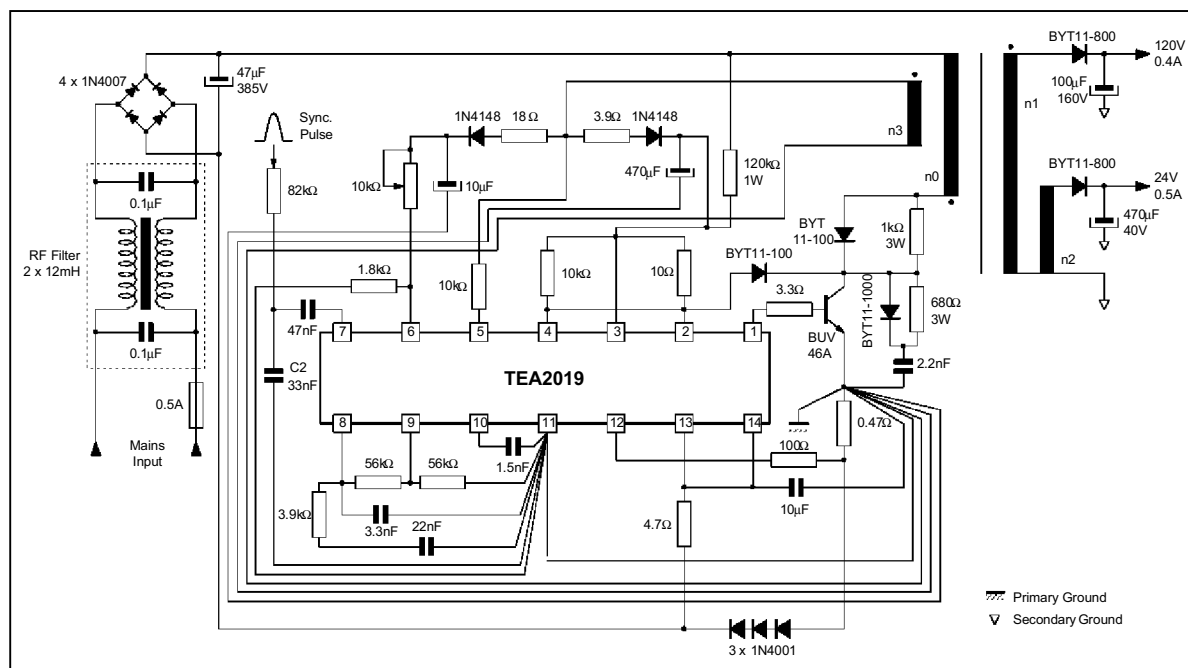 4 x 1N4007
47µF
385V
Sync.
Pulse
1N4148
18Ω
3.9Ω
1N4148
n3
n0
n1
BYT11-800
120V
0.4A
100µF
160V
BYT11-800
24V
0.5A
470µF
40V
n2
0.1µF
RF Filter
2 x 12mH
0.1µF
0.5A
Mains
Input
82kΩ
10kΩ
10µF
470µF
120kΩ
1W
BYT
11-100
1kΩ
3W
1.8kΩ
10kΩ
10kΩ
10Ω
BYT11-100
3.3Ω
BYT11-1000
680Ω
3W
BUV
46A
2.2nF
47nF
C2
33nF
7
6
5
4
3
2
1
TEA2019
8
9
10
11
12
13
14
0.47Ω
100Ω
1.5nF
56kΩ
56kΩ
3.9kΩ
3.3nF
22nF
4.7Ω
10µF
3 x 1N4001
Primary Ground
Secondary Ground